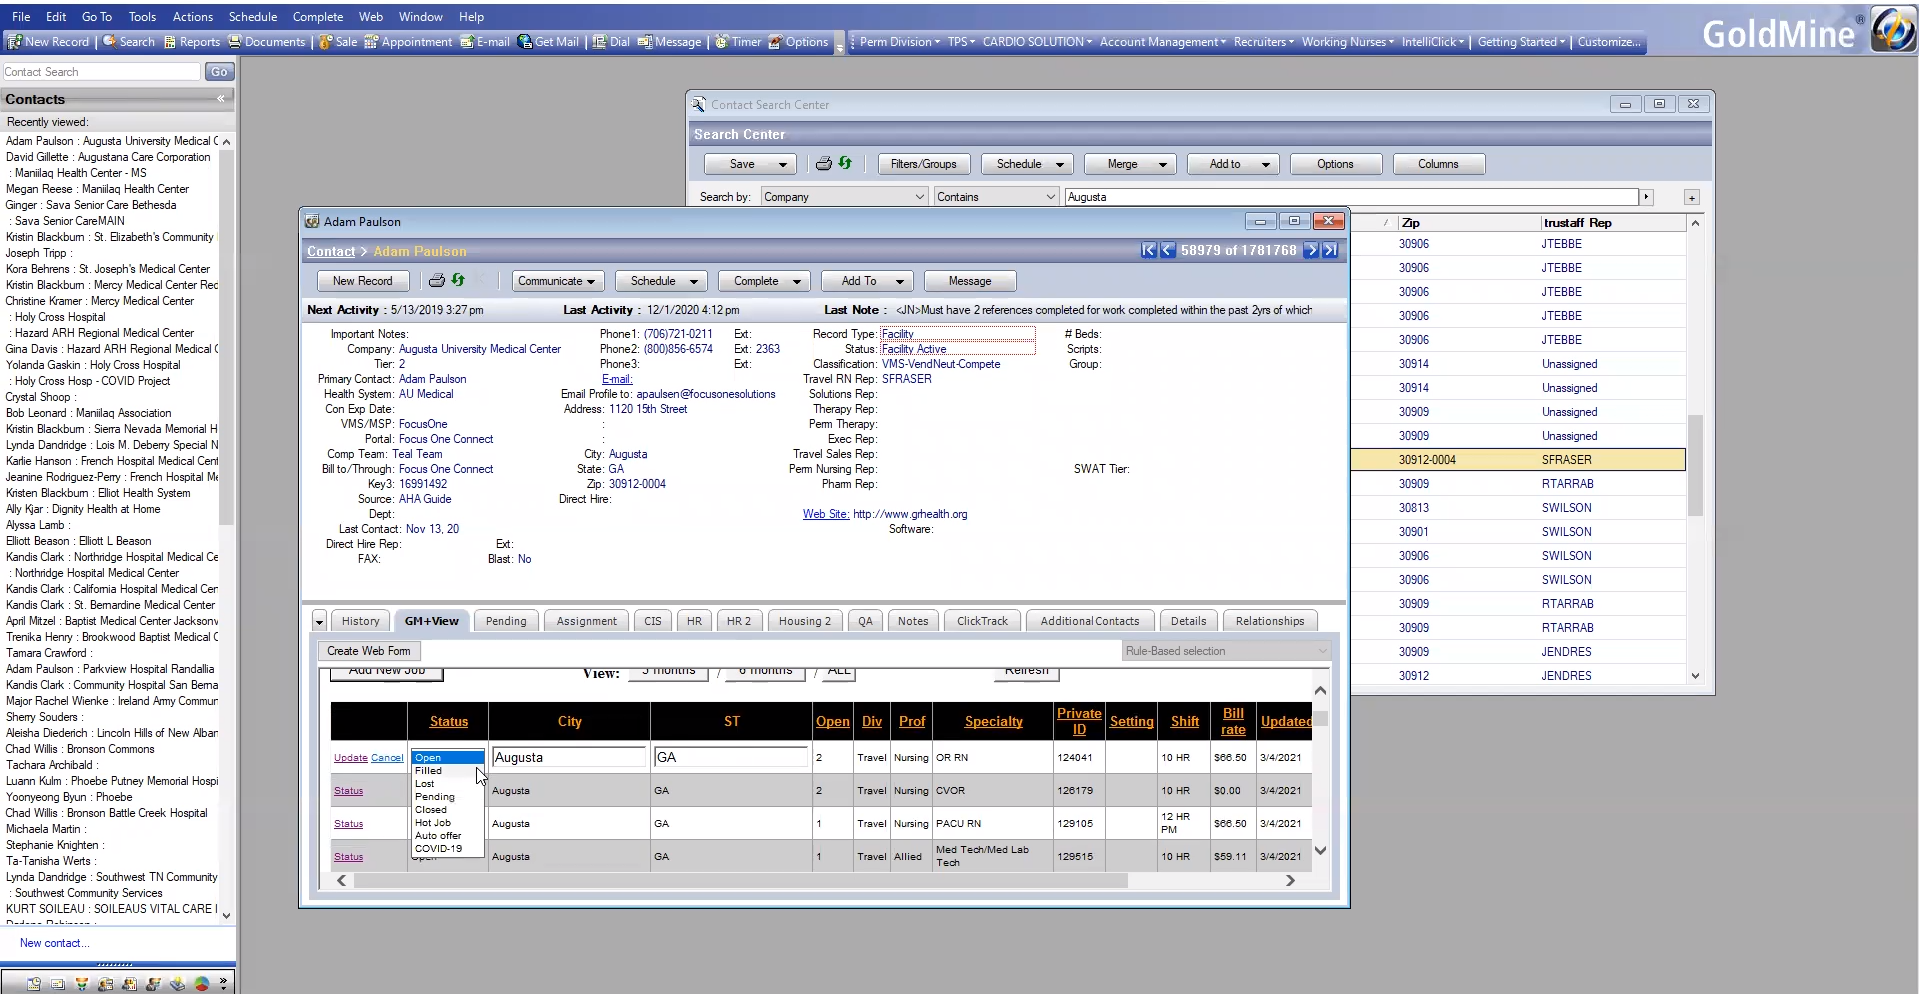 File Edit Go To Tools Actions Schedule Complete Web Window Help
GoldMine ®
New Record Search Reports Documents Sale Appointment E-mail Get Mail Dial Message Timer Options Perm Division TPS CARDIO SOLUTION Account Management Recruiters Working Nurses IntelliClick Getting Started Customize...
Contact Search Go
Contacts «
Recently viewed:
Adam Paulson : Augusta University Medical C
David Gillette : Augustana Care Corporation
: Maniilaq Health Center - MS
Megan Reese : Maniilaq Health Center
Ginger : Sava Senior Care Bethesda
: Sava Senior CareMAIN
Kristin Blackburn : St. Elizabeth's Community
Joseph Tripp :
Kora Behrens : St. Joseph's Medical Center
Kristin Blackburn : Mercy Medical Center Red
Christine Kramer : Mercy Medical Center
: Holy Cross Hospital
: Hazard ARH Regional Medical Center
Gina Davis : Hazard ARH Regional Medical C
Yolanda Gaskin : Holy Cross Hospital
: Holy Cross Hosp - COVID Project
Crystal Shoop :
Bob Leonard : Maniilaq Association
Kristin Blackburn : Sierra Nevada Memorial H
Lynda Dandridge : Lois M. Deberry Special N
Karlie Hanson : French Hospital Medical Cent
Jeanine Rodriguez-Perry : French Hospital Me
Kristen Blackburn : Elliot Health System
Ally Kjar : Dignity Health at Home
Alyssa Lamb :
Elliott Beason : Elliott L Beason
Kandis Clark : Northridge Hospital Medical Ce
: Northridge Hospital Medical Center
Kandis Clark : California Hospital Medical Cen
Kandis Clark : St. Bernardine Medical Center
April Mitzel : Baptist Medical Center Jacksonv
Trenika Henry : Brookwood Baptist Medical C
Tamara Crawford :
Adam Paulson : Parkview Hospital Randallia
Kandis Clark : Community Hospital San Berna
Major Rachel Wienke : Ireland Army Commun
Sherry Souders :
Aleisha Diederich : Lincoln Hills of New Alban
Chad Willis : Bronson Commons
Tachara Archibald :
Luann Kulm : Phoebe Putney Memorial Hospi
Yoonyeong Byun : Phoebe
Chad Willis : Bronson Battle Creek Hospital
Michaela Martin :
Stephanie Knighten :
Ta-Tanisha Werts :
Lynda Dandridge : Southwest TN Community
: Southwest Community Services
KURT SOILEAU : SOILEAUS VITAL CARE I
New contact...
»
Contact Search Center
Search Center
Save Filters/Groups Schedule Merge Add to Options Columns
Search by: Company Contains Augusta +
Zip trustaff Rep
30906 JTEBBE
30906 JTEBBE
30906 JTEBBE
30906 JTEBBE
30906 JTEBBE
30914 Unassigned
30914 Unassigned
30909 Unassigned
30909 Unassigned
30912-0004 SFRASER
30909 RTARRAB
30813 SWILSON
30901 SWILSON
30906 SWILSON
30906 SWILSON
30909 RTARRAB
30909 RTARRAB
30909 JENDRES
30912 JENDRES
Adam Paulson
Contact > Adam Paulson 58979 of 1781768
New Record Communicate Schedule Complete Add To Message
Next Activity : 5/13/2019 3:27 pm Last Activity : 12/1/2020 4:12 pm Last Note : <JN>Must have 2 references completed for work completed within the past 2yrs of which
Important Notes: Phone1: (706)721-0211 Ext: Record Type: Facility # Beds:
Company: Augusta University Medical Center Phone2: (800)856-6574 Ext: 2363 Status: Facility Active Scripts:
Tier: 2 Phone3: Ext: Classification: VMS-VendNeut-Compete Group:
Primary Contact: Adam Paulson E-mail: Travel RN Rep: SFRASER
Health System: AU Medical Email Profile to: apaulsen@focusonesolutions Solutions Rep:
Con Exp Date: Address: 1120 15th Street Therapy Rep:
VMS/MSP: FocusOne : Perm Therapy:
Portal: Focus One Connect : Exec Rep:
Comp Team: Teal Team City: Augusta Travel Sales Rep:
Bill to/Through: Focus One Connect State: GA Perm Nursing Rep: SWAT Tier:
Key3: 16991492 Zip: 30912-0004 Pharm Rep:
Source: AHA Guide Direct Hire:
Dept: Web Site: http://www.grhealth.org
Last Contact: Nov 13, 20 Software:
Direct Hire Rep: Ext:
FAX: Blast: No
History GM+View Pending Assignment CIS HR HR 2 Housing 2 QA Notes ClickTrack Additional Contacts Details Relationships
Create Web Form Rule-Based selection
Add New Job View: 3 months / 6 months / ALL Refresh
Status City ST Open Div Prof Specialty Private ID Setting Shift Bill rate Updated
Update Cancel Open Augusta GA 2 Travel Nursing OR RN 124041 10 HR $66.50 3/4/2021
Filled
Lost
Pending
Closed
Hot Job
Auto offer
COVID-19
Status Augusta GA 2 Travel Nursing CVOR 126179 10 HR $0.00 3/4/2021
Status Augusta GA 1 Travel Nursing PACU RN 129105 12 HR PM $66.50 3/4/2021
Status Open Augusta GA 1 Travel Allied Med Tech/Med Lab Tech 129515 10 HR $59.11 3/4/2021